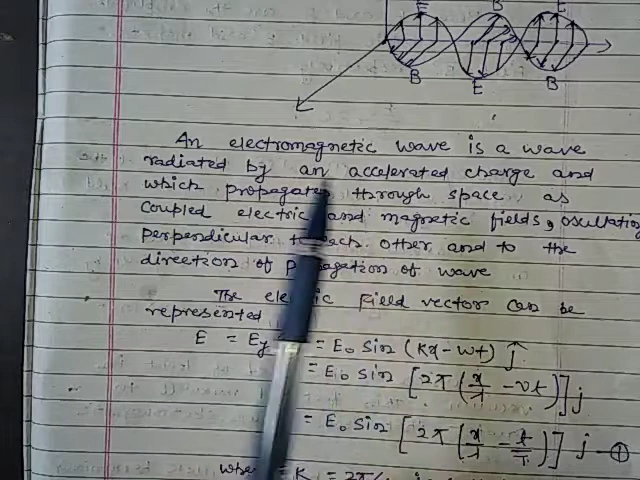 E B E
B E B
An electromagnetic wave is a wave
radiated by an accelerated charge and
which propagates through space as
coupled electric and magnetic fields, oscillating
perpendicular to each other and to the
direction of propagation of wave
The electric field vector can be
represented
E = Ey = E₀ Sin (Kx - wt) ĵ
= E₀ Sin [2π (x/λ - νt)] j
= E₀ Sin [2π (x/λ - t/T)] j - ①
where K = 2π/